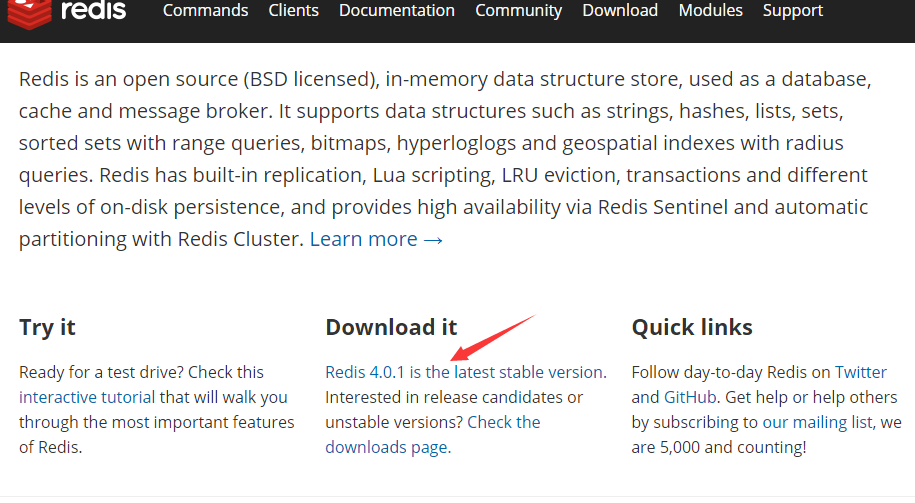 redis
Commands Clients Documentation Community Download Modules Support
Redis is an open source (BSD licensed), in-memory data structure store, used as a database,
cache and message broker. It supports data structures such as strings, hashes, lists, sets,
sorted sets with range queries, bitmaps, hyperloglogs and geospatial indexes with radius
queries. Redis has built-in replication, Lua scripting, LRU eviction, transactions and different
levels of on-disk persistence, and provides high availability via Redis Sentinel and automatic
partitioning with Redis Cluster. Learn more →
Try it
Ready for a test drive? Check this
interactive tutorial that will walk you
through the most important features
of Redis.
Download it
Redis 4.0.1 is the latest stable version.
Interested in release candidates or
unstable versions? Check the
downloads page.
Quick links
Follow day-to-day Redis on Twitter
and GitHub. Get help or help others
by subscribing to our mailing list, we
are 5,000 and counting!